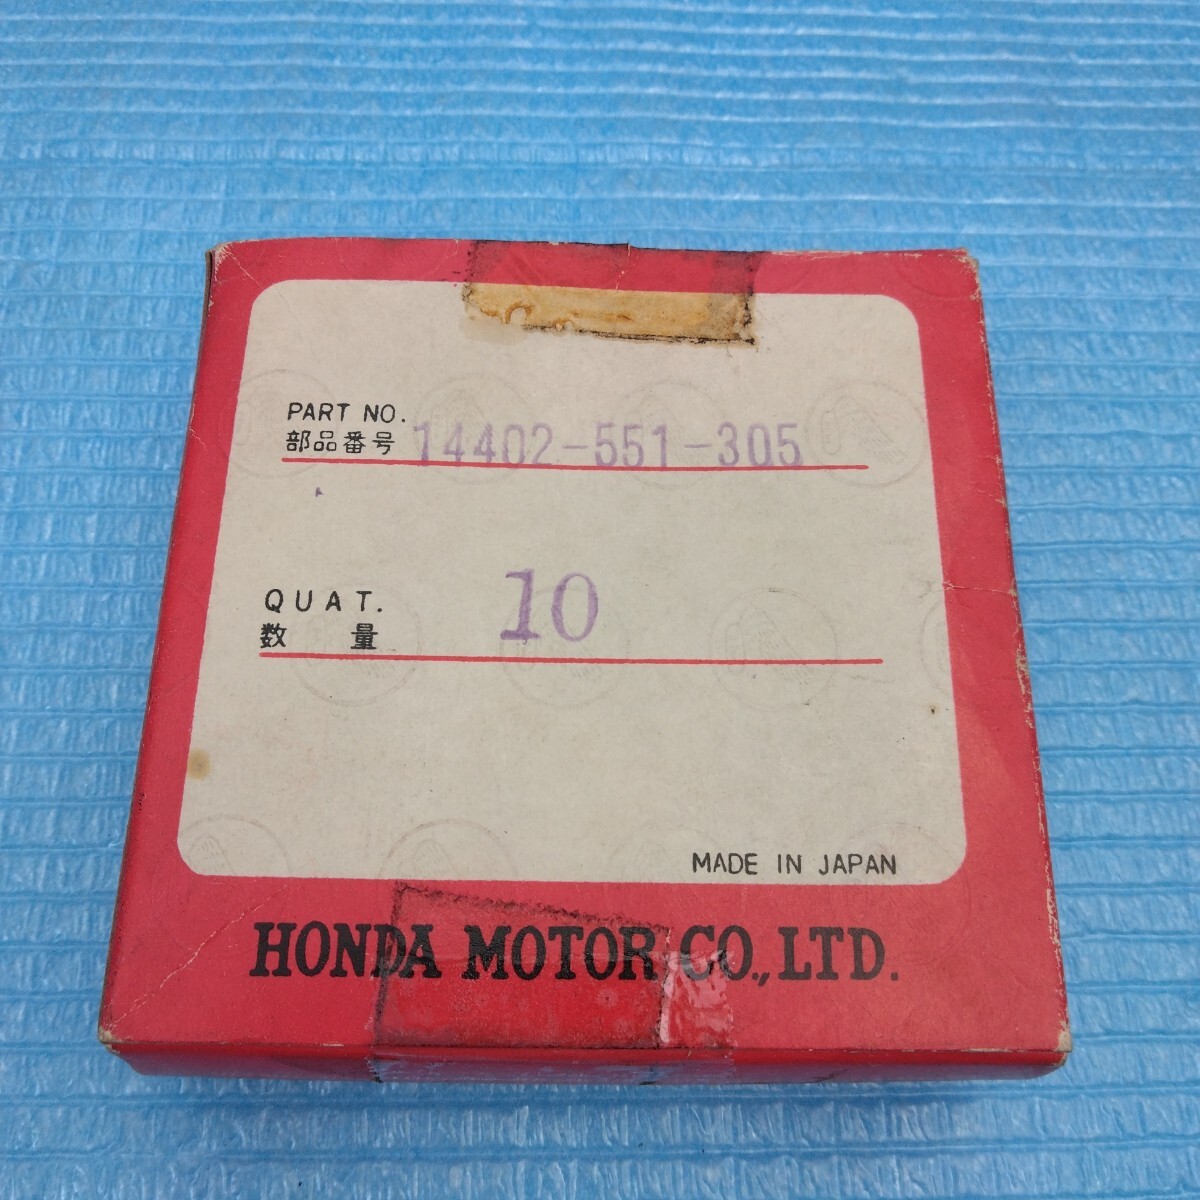 PART NO.
部品番号 14402-551-305
QUAT. 10
数 量
MADE IN JAPAN
HONDA MOTOR CO., LTD.